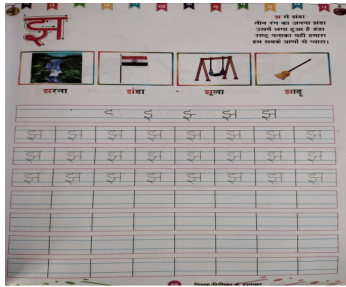 झ
झ से झंडा
तीन रंग का अपना झंडा
उसमें लगा हुआ है डंडा
राष्ट्र पताका यही हमारा
हम सबके प्राणों से प्यारा।
झरना झंडा झूला झाड़ू
झ झ झ झ झ झ झ झ
झ झ झ झ झ झ झ झ
झ झ झ झ झ झ झ झ